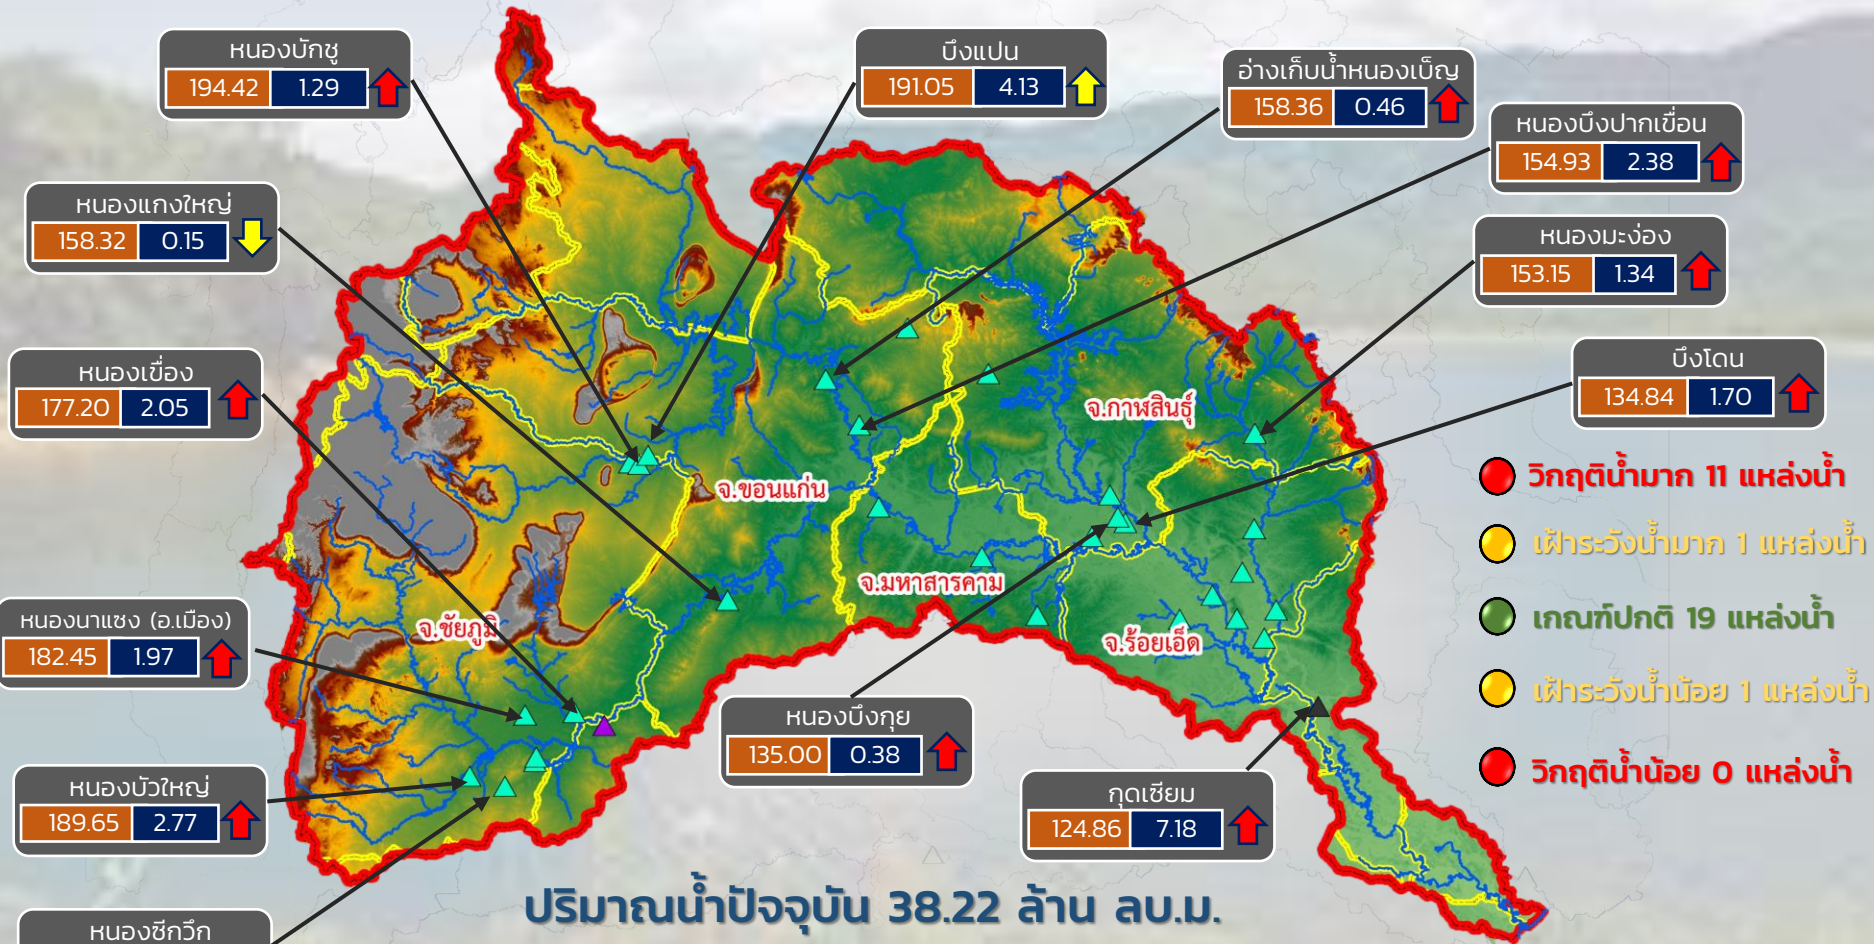 หนองบักชู
194.42 1.29
บึงแปน
191.05 4.13
อ่างเก็บน้ำหนองเบ็ญ
158.36 0.46
หนองบึงปากเขื่อน
154.93 2.38
หนองแกงใหญ่
158.32 0.15
หนองมะง่อง
153.15 1.34
หนองเขื่อง
177.20 2.05
บึงโดน
134.84 1.70
จ.กาฬสินธุ์
จ.ขอนแก่น
จ.มหาสารคาม
จ.ชัยภูมิ
จ.ร้อยเอ็ด
วิกฤติน้ำมาก 11 แหล่งน้ำ
เฝ้าระวังน้ำมาก 1 แหล่งน้ำ
เกณฑ์ปกติ 19 แหล่งน้ำ
เฝ้าระวังน้ำน้อย 1 แหล่งน้ำ
วิกฤติน้ำน้อย 0 แหล่งน้ำ
หนองนาแซง (อ.เมือง)
182.45 1.97
หนองบึงกุย
135.00 0.38
หนองบัวใหญ่
189.65 2.77
กุดเซียม
124.86 7.18
หนองซีกวึก
ปริมาณน้ำปัจจุบัน 38.22 ล้าน ลบ.ม.